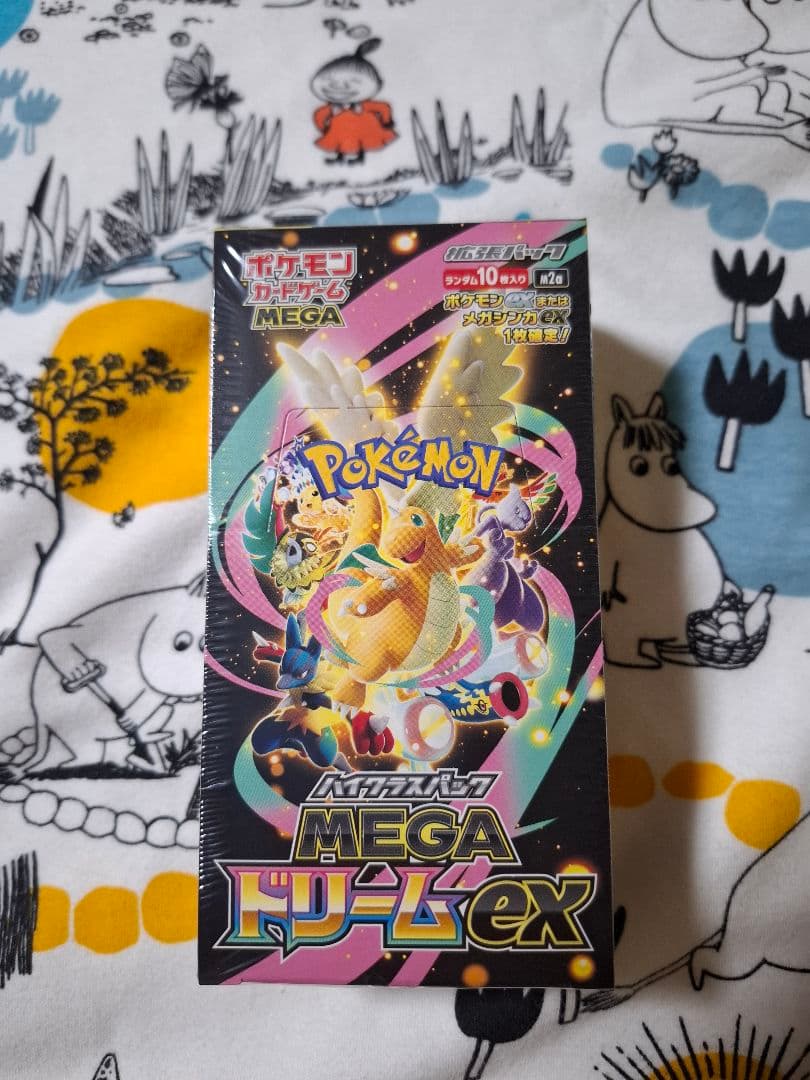 ポケモン
カードゲーム
MEGA
拡張パック
ランダム10枚入り M2a
ポケモンexまたは
メガシンカex
1枚確定!
POKÉMON
ハイクラスパック
MEGA
ドリームex